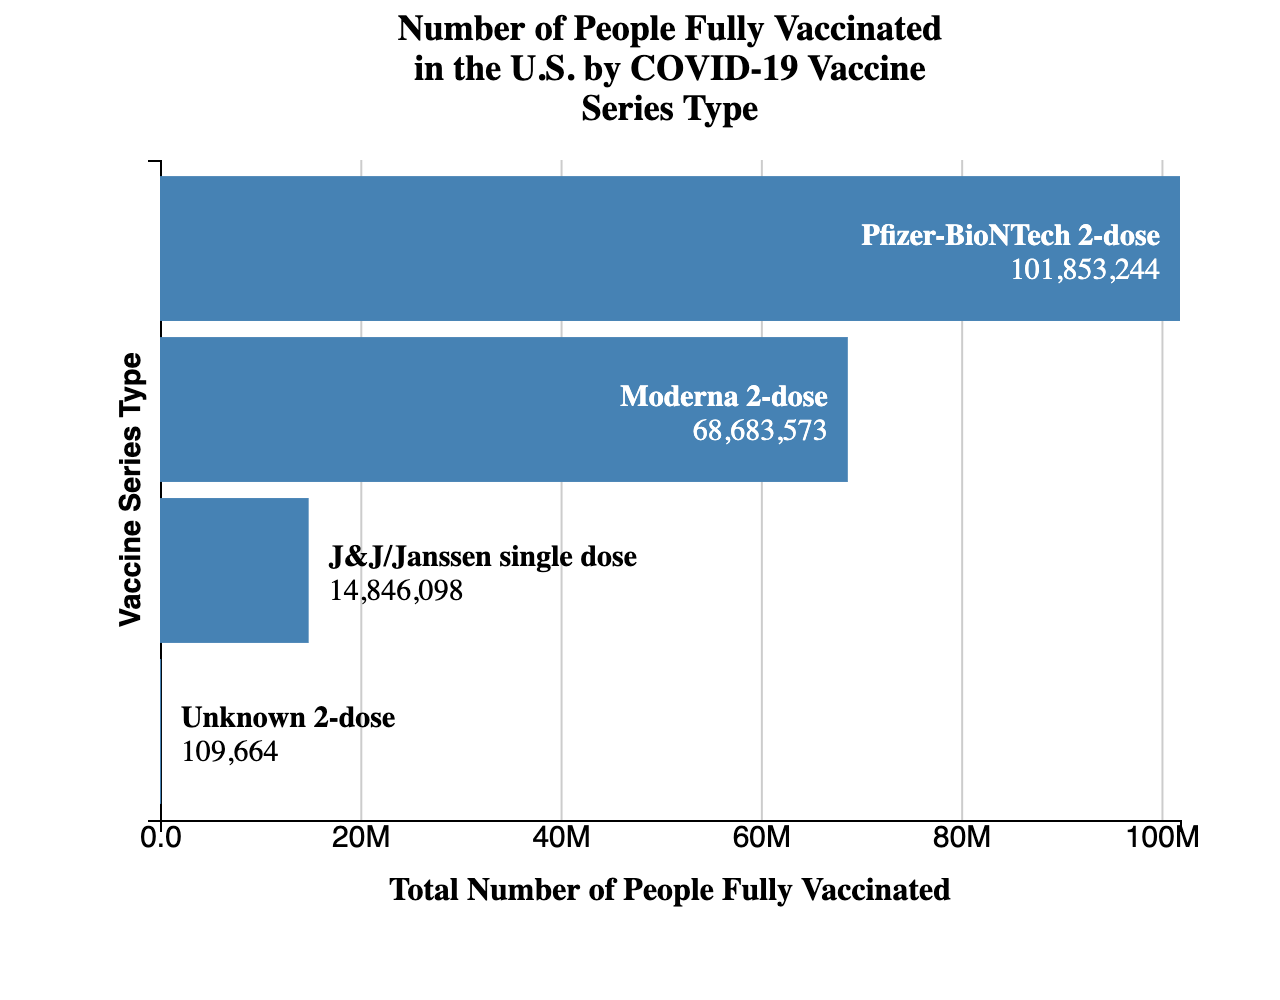 Number of People Fully Vaccinated
in the U.S. by COVID-19 Vaccine
Series Type
Vaccine Series Type
Pfizer-BioNTech 2-dose
101,853,244
Moderna 2-dose
68,683,573
J&J/Janssen single dose
14,846,098
Unknown 2-dose
109,664
0.0 20M 40M 60M 80M 100M
Total Number of People Fully Vaccinated